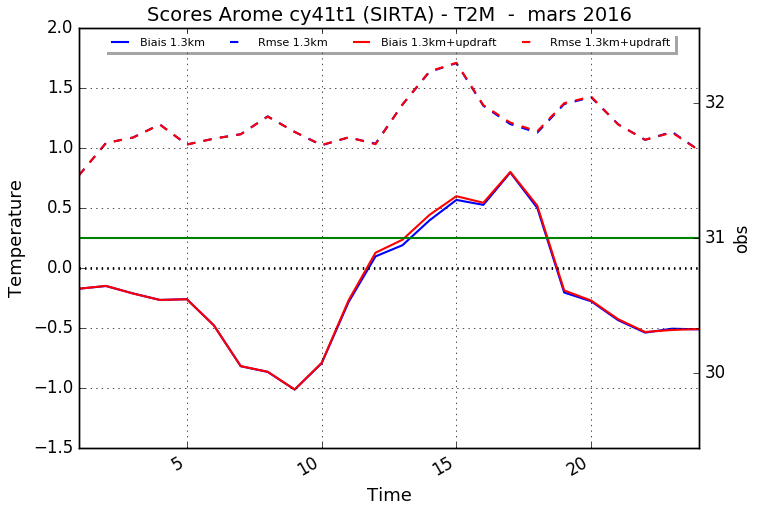 Scores Arome cy41t1 (SIRTA) - T2M - mars 2016
Biais 1.3km Rmse 1.3km Biais 1.3km+updraft Rmse 1.3km+updraft
2.0
1.5
1.0
0.5
0.0
−0.5
−1.0
−1.5
Temperature
5 10 15 20
Time
32
31
30
obs